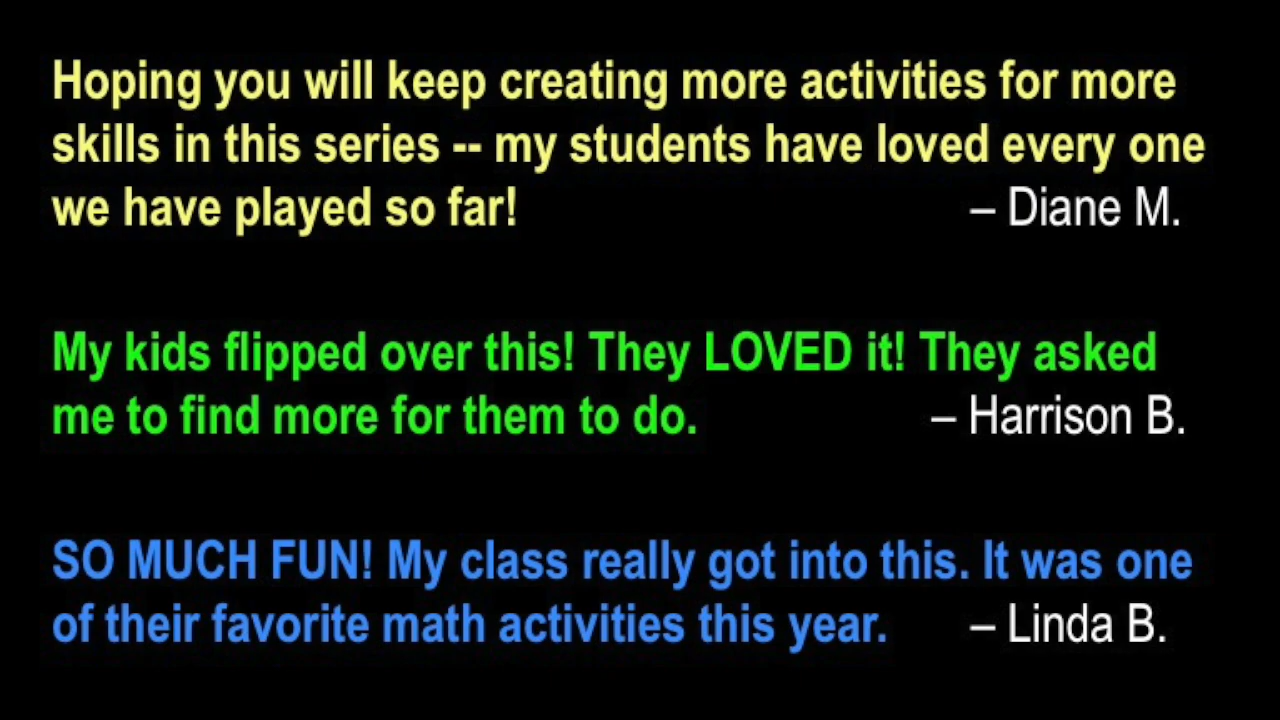 Hoping you will keep creating more activities for more
skills in this series -- my students have loved every one
we have played so far! – Diane M.
My kids flipped over this! They LOVED it! They asked
me to find more for them to do. – Harrison B.
SO MUCH FUN! My class really got into this. It was one
of their favorite math activities this year. – Linda B.